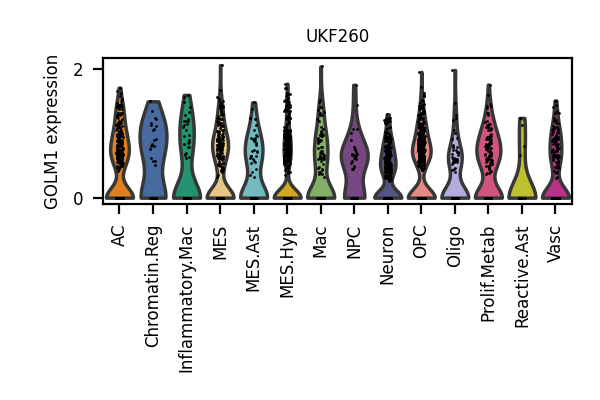 UKF260
GOLM1 expression
2
0
AC
Chromatin.Reg
Inflammatory.Mac
MES
MES.Ast
MES.Hyp
Mac
NPC
Neuron
OPC
Oligo
Prolif.Metab
Reactive.Ast
Vasc